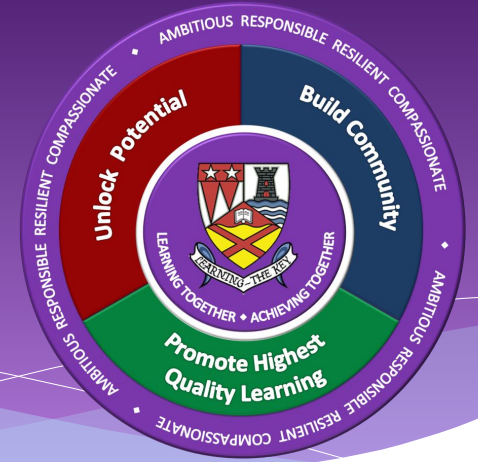 AMBITIOUS RESPONSIBLE RESILIENT COMPASSIONATE
◆ AMBITIOUS RESPONSIBLE RESILIENT COMPASSIONATE
◆ AMBITIOUS RESPONSIBLE RESILIENT COMPASSIONATE ◆
Unlock Potential
Build Community
Promote Highest
Quality Learning
LEARNING-THE KEY
LEARNING TOGETHER ◆ ACHIEVING TOGETHER